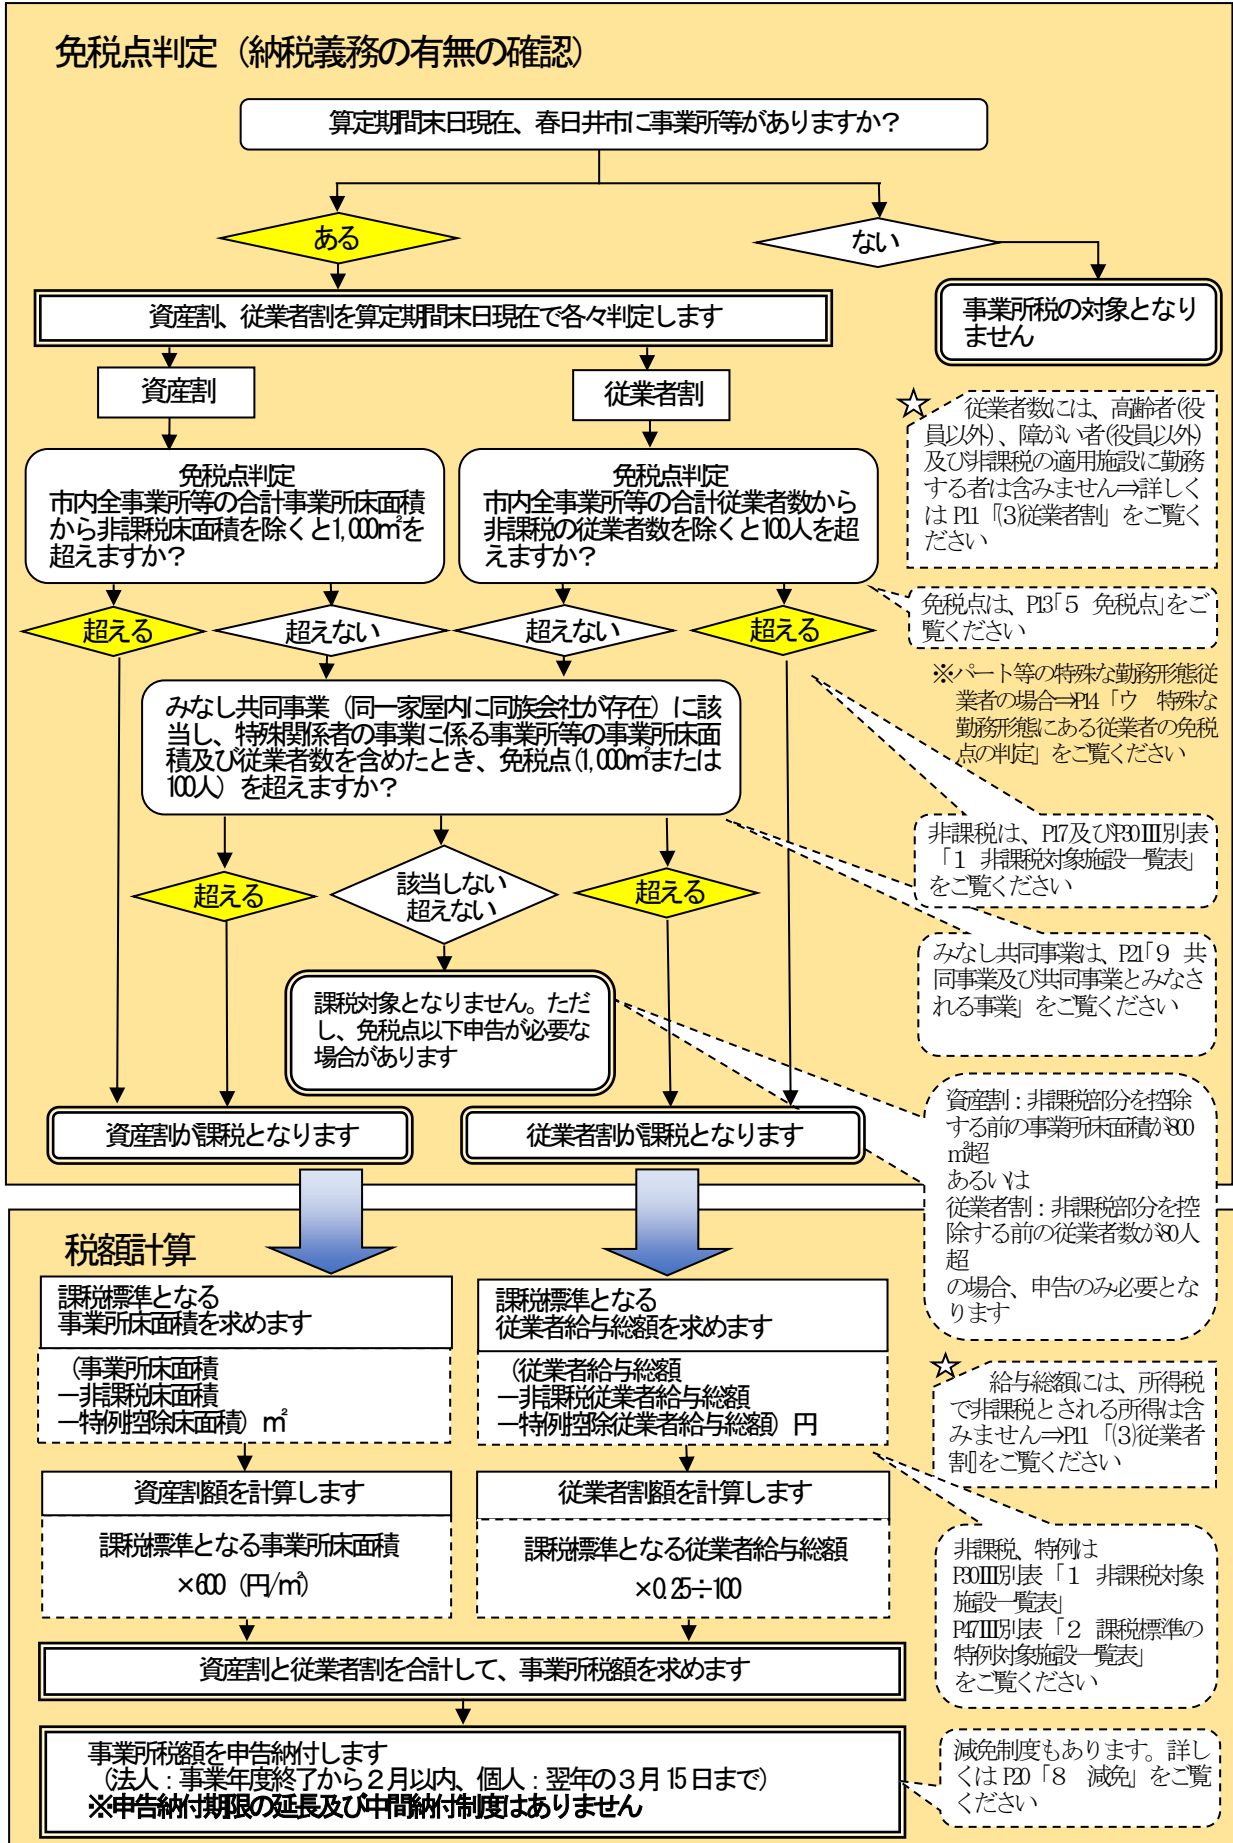 免税点判定（納税義務の有無の確認）
算定期間末日現在、春日井市に事業所等がありますか？
ある
ない
資産割、従業者割を算定期間末日現在で各々判定します
事業所税の対象となり
ません
資産割
従業者割
☆
従業者数には、高齢者(役
員以外)、障がい者(役員以外)
及び非課税の適用施設に勤務
する者は含みません⇒詳しく
は P11「(3)従業者割」をご覧く
ださい
免税点判定
市内全事業所等の合計事業所床面積
から非課税床面積を除くと1,000㎡を
超えますか？
免税点判定
市内全事業所等の合計従業者数から
非課税の従業者数を除くと100人を超
えますか？
免税点は、P13「５ 免税点」をご
覧ください
超える
超えない
超えない
超える
※パート等の特殊な勤務形態従
業者の場合⇒P14「ウ 特殊な
勤務形態にある従業者の免税
点の判定」をご覧ください
みなし共同事業（同一家屋内に同族会社が存在）に該
当し、特殊関係者の事業に係る事業所等の事業所床面
積及び従業者数を含めたとき、免税点(1,000㎡または
100人）を超えますか？
非課税は、P17及びP30Ⅲ別表
「１ 非課税対象施設一覧表」
をご覧ください
超える
該当しない
超えない
超える
みなし共同事業は、P21「９ 共
同事業及び共同事業とみなさ
れる事業」をご覧ください
課税対象となりません。ただ
し、免税点以下申告が必要な
場合があります
資産割：非課税部分を控除
する前の事業所床面積が800
㎡超
あるいは
従業者割：非課税部分を控
除する前の従業者数が80人
超
の場合、申告のみ必要とな
ります
資産割が課税となります
従業者割が課税となります
税額計算
課税標準となる
事業所床面積を求めます
課税標準となる
従業者給与総額を求めます
（事業所床面積
－非課税床面積
－特例控除床面積）㎡
（従業者給与総額
－非課税従業者給与総額
－特例控除従業者給与総額）円
☆
給与総額には、所得税
で非課税とされる所得は含
みません⇒P11「(3)従業者
割」をご覧ください
資産割額を計算します
従業者割額を計算します
課税標準となる事業所床面積
×600（円/㎡）
課税標準となる従業者給与総額
×0.25÷100
非課税、特例は
P30Ⅲ別表「１ 非課税対象
施設一覧表」
P47Ⅲ別表「２ 課税標準の
特例対象施設一覧表」
をご覧ください
資産割と従業者割を合計して、事業所税額を求めます
事業所税額を申告納付します
（法人：事業年度終了から２月以内、個人：翌年の３月 15 日まで）
※申告納付期限の延長及び中間納付制度はありません
減免制度もあります。詳し
くは P20「８ 減免」をご覧
ください